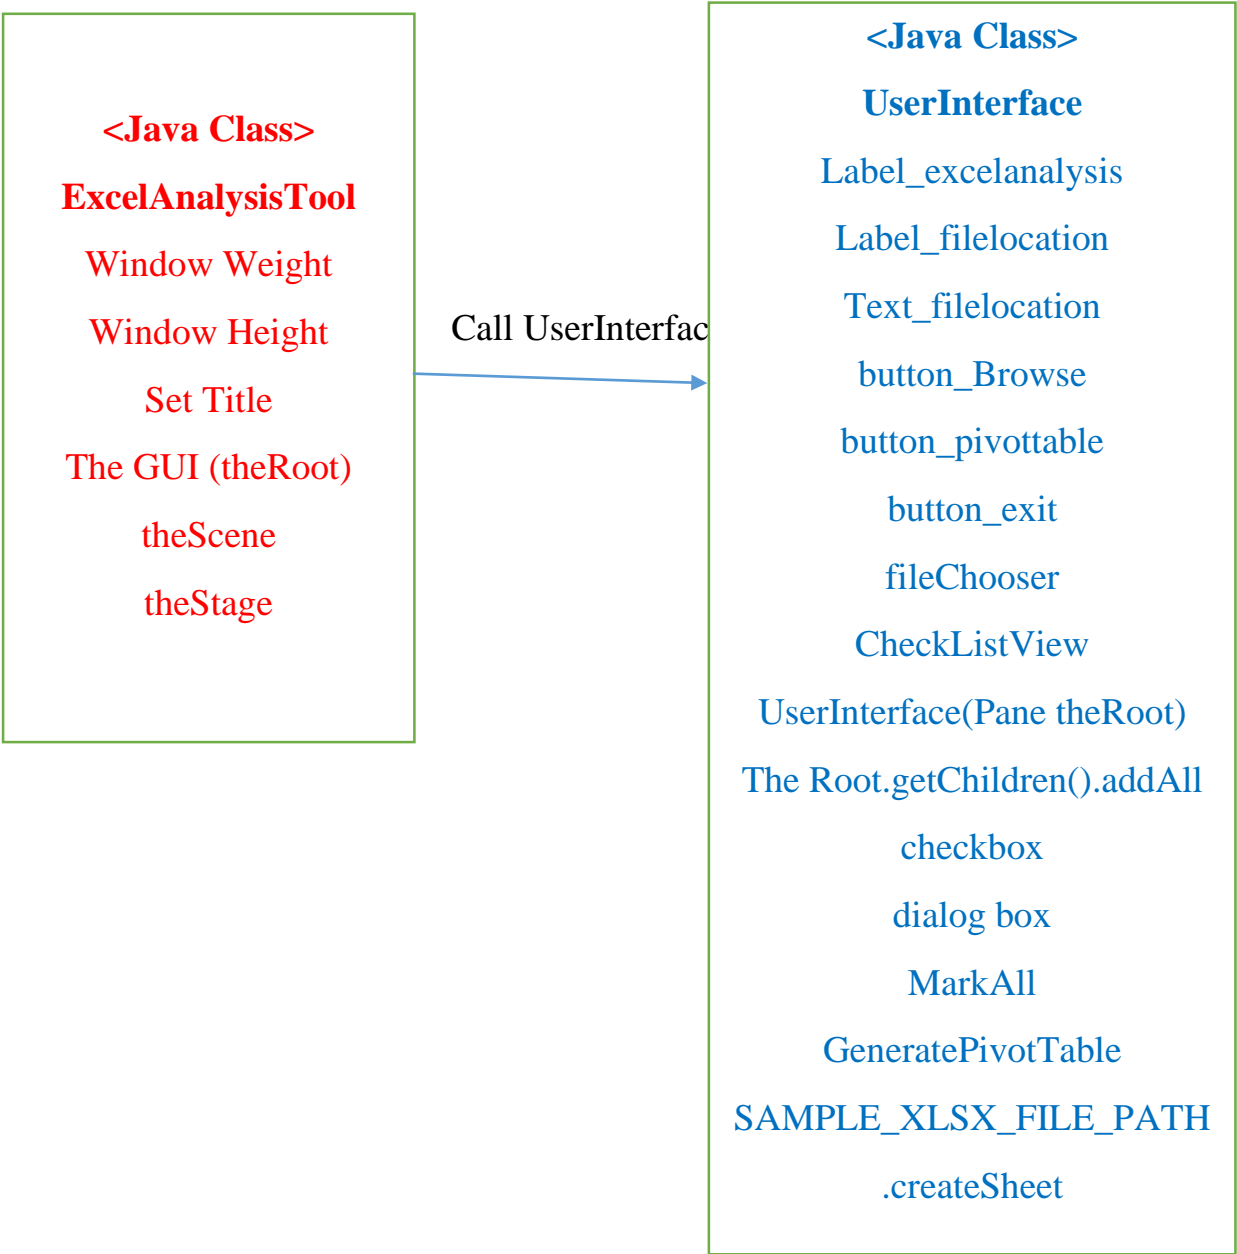 <Java Class>
ExcelAnalysisTool
Window Weight
Window Height
Set Title
The GUI (theRoot)
theScene
theStage
Call UserInterfac
<Java Class>
UserInterface
Label_excelanalysis
Label_filelocation
Text_filelocation
button_Browse
button_pivottable
button_exit
fileChooser
CheckListView
UserInterface(Pane theRoot)
The Root.getChildren().addAll
checkbox
dialog box
MarkAll
GeneratePivotTable
SAMPLE_XLSX_FILE_PATH
.createSheet